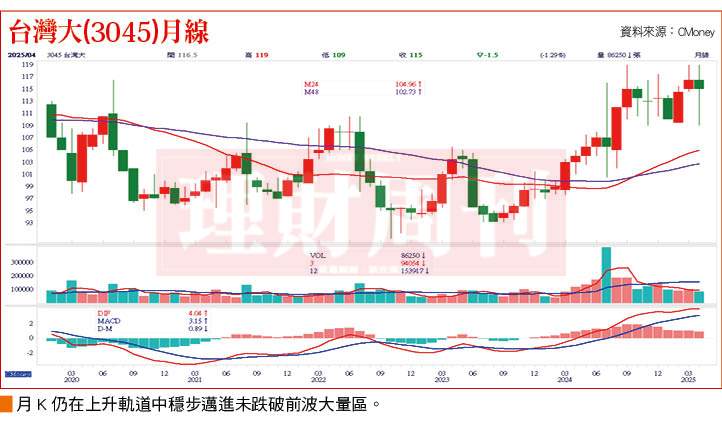 台灣大(3045)月線
資料來源：CMoney
2025/04 3045 台灣大 開 116.5 高 119 低 109 收 115 ▽-1.5 (-1.29%) 量 86250↓張 月線
119
117
115
113
111
109
107
105
103
101
99
97
95
93
M24 104.96↑
M48 102.73↑
理財周刊
VOL 86250↓
3 94054↓
12 153917↓
300000
200000
100000
DIF 4.04↑
MACD 3.15↑
D-M 0.89↓
2
0
-2
03 06 09 12 03 06 09 12 03 06 09 12 03 06 09 12 03 06 09 12 03
2020 2021 2022 2023 2024 2025
月 K 仍在上升軌道中穩步邁進未跌破前波大量區。